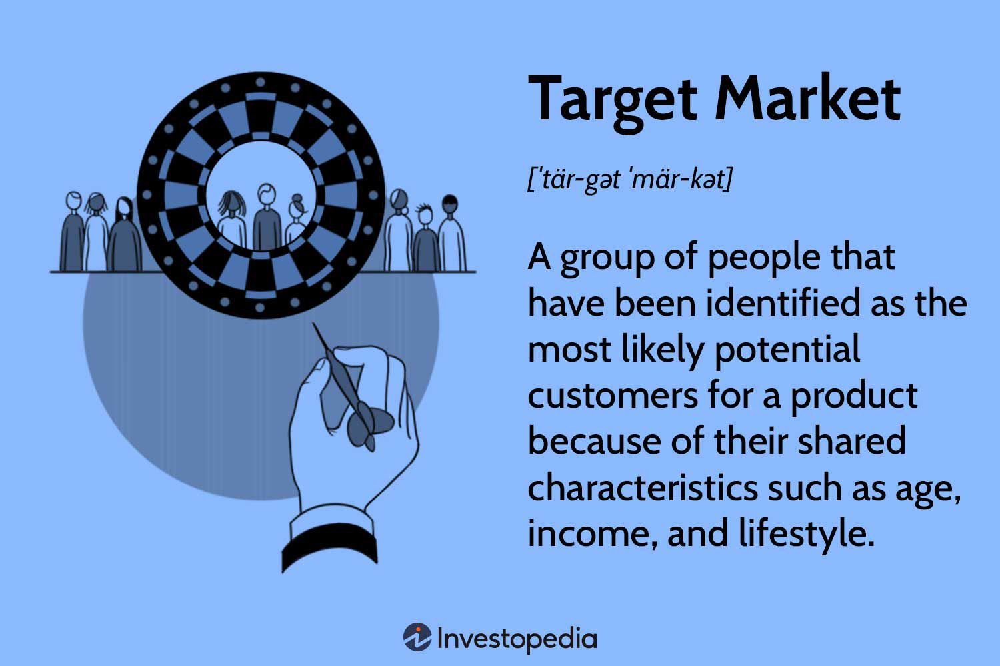 Target Market
[ˈtär-gət ˈmär-kət]
A group of people that
have been identified as the
most likely potential
customers for a product
because of their shared
characteristics such as age,
income, and lifestyle.
Investopedia